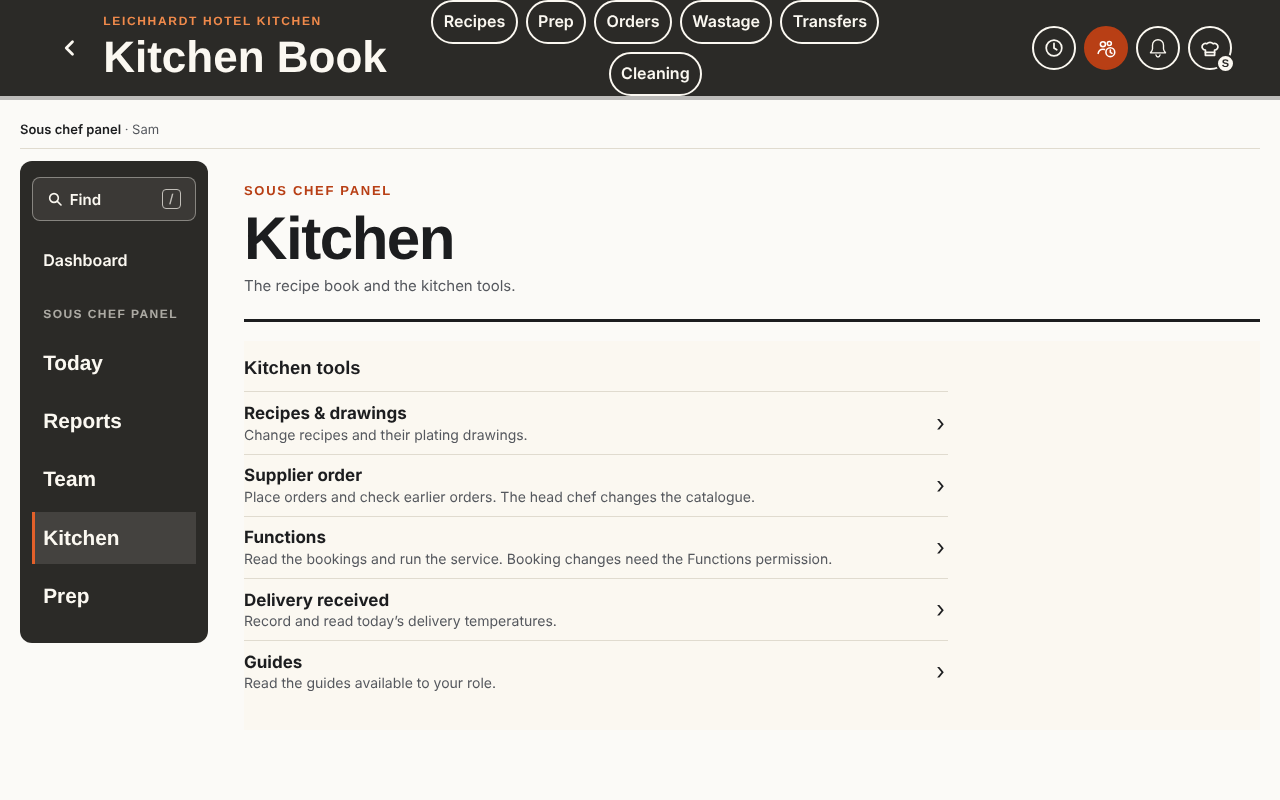 LEICHHARDT HOTEL KITCHEN
Kitchen Book
Recipes
Prep
Orders
Wastage
Transfers
Cleaning
S
Sous chef panel · Sam
Find /
Dashboard
SOUS CHEF PANEL
Today
Reports
Team
Kitchen
Prep
SOUS CHEF PANEL
Kitchen
The recipe book and the kitchen tools.
Kitchen tools
Recipes & drawings
Change recipes and their plating drawings.
Supplier order
Place orders and check earlier orders. The head chef changes the catalogue.
Functions
Read the bookings and run the service. Booking changes need the Functions permission.
Delivery received
Record and read today’s delivery temperatures.
Guides
Read the guides available to your role.